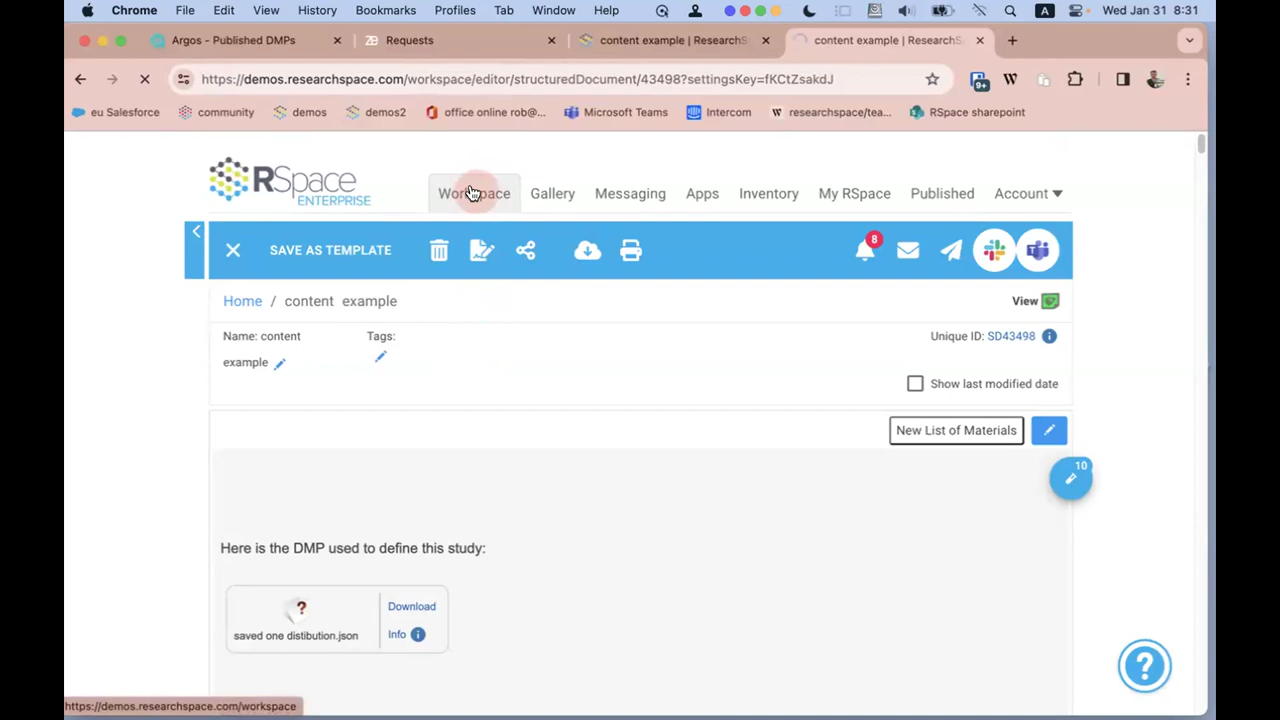 Chrome File Edit View History Bookmarks Profiles Tab Window Help A Wed Jan 31 8:31
Argos - Published DMPs ZB Requests content example | ResearchS content example | ResearchS
https://demos.researchspace.com/workspace/editor/structuredDocument/43498?settingsKey=fKCtZsakdJ 9+ W
eu Salesforce community demos demos2 office online rob@... Microsoft Teams Intercom W researchspace/tea... RSpace sharepoint
RSpace
ENTERPRISE
Workspace Gallery Messaging Apps Inventory My RSpace Published Account
SAVE AS TEMPLATE 8
Home / content example View
Name: content Tags: Unique ID: SD43498
example
Show last modified date
New List of Materials
10
Here is the DMP used to define this study:
Download
saved one distibution.json Info
https://demos.researchspace.com/workspace